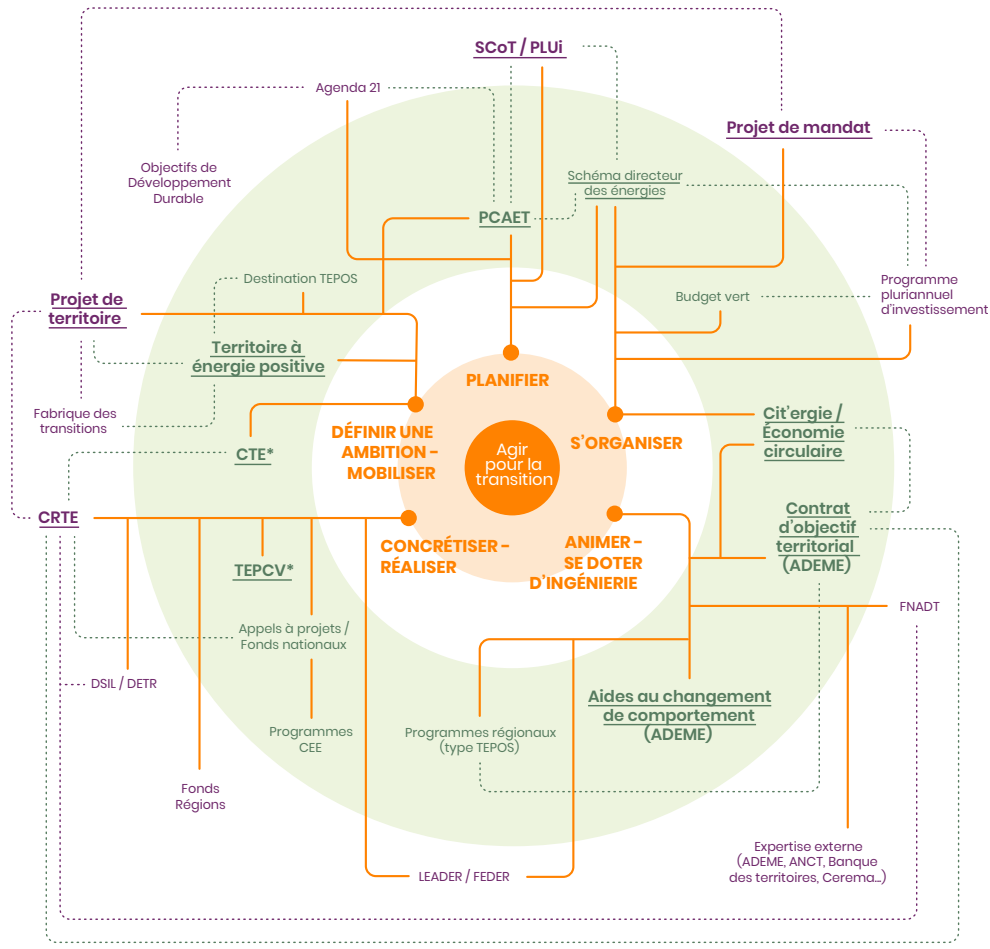 SCoT / PLUi
Agenda 21
Projet de mandat
Objectifs de
Développement
Durable
Schéma directeur
des énergies
PCAET
Destination TEPOS
Budget vert
Programme
pluriannuel
d'investissement
Projet de
territoire
Territoire à
énergie positive
PLANIFIER
Fabrique des
transitions
CTE*
DÉFINIR UNE
AMBITION –
MOBILISER
Agir
pour la
transition
S'ORGANISER
Cit'ergie /
Économie
circulaire
CRTE
CONCRÉTISER –
RÉALISER
ANIMER –
SE DOTER
D'INGÉNIERIE
Contrat
d'objectif
territorial
(ADEME)
TEPCV*
FNADT
Appels à projets /
Fonds nationaux
DSIL / DETR
Aides au changement
de comportement
(ADEME)
Programmes
CEE
Programmes régionaux
(type TEPOS)
Fonds
Régions
LEADER / FEDER
Expertise externe
(ADEME, ANCT, Banque
des territoires, Cerema...)